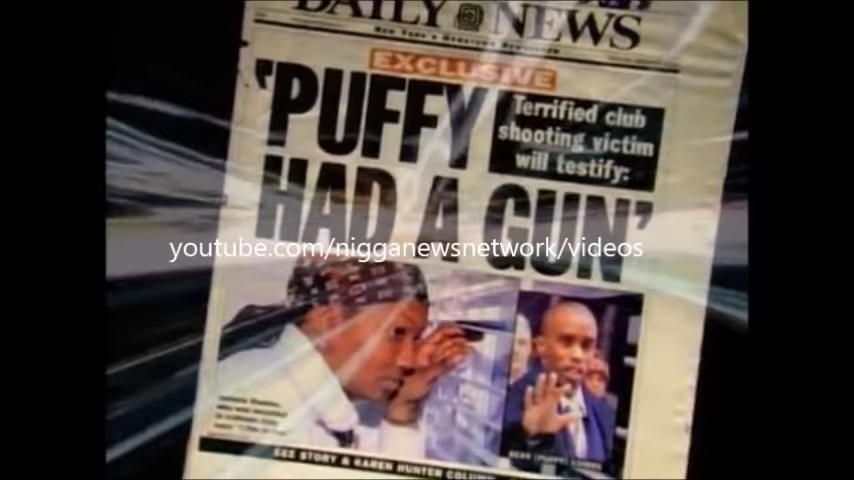 DAILY NEWS
EXCLUSIVE
'PUFFY
HAD A GUN'
Terrified club
shooting victim
will testify:
youtube.com/nigganewsnetwork/videos
SEE STORY & KAREN HUNTER COLUMN